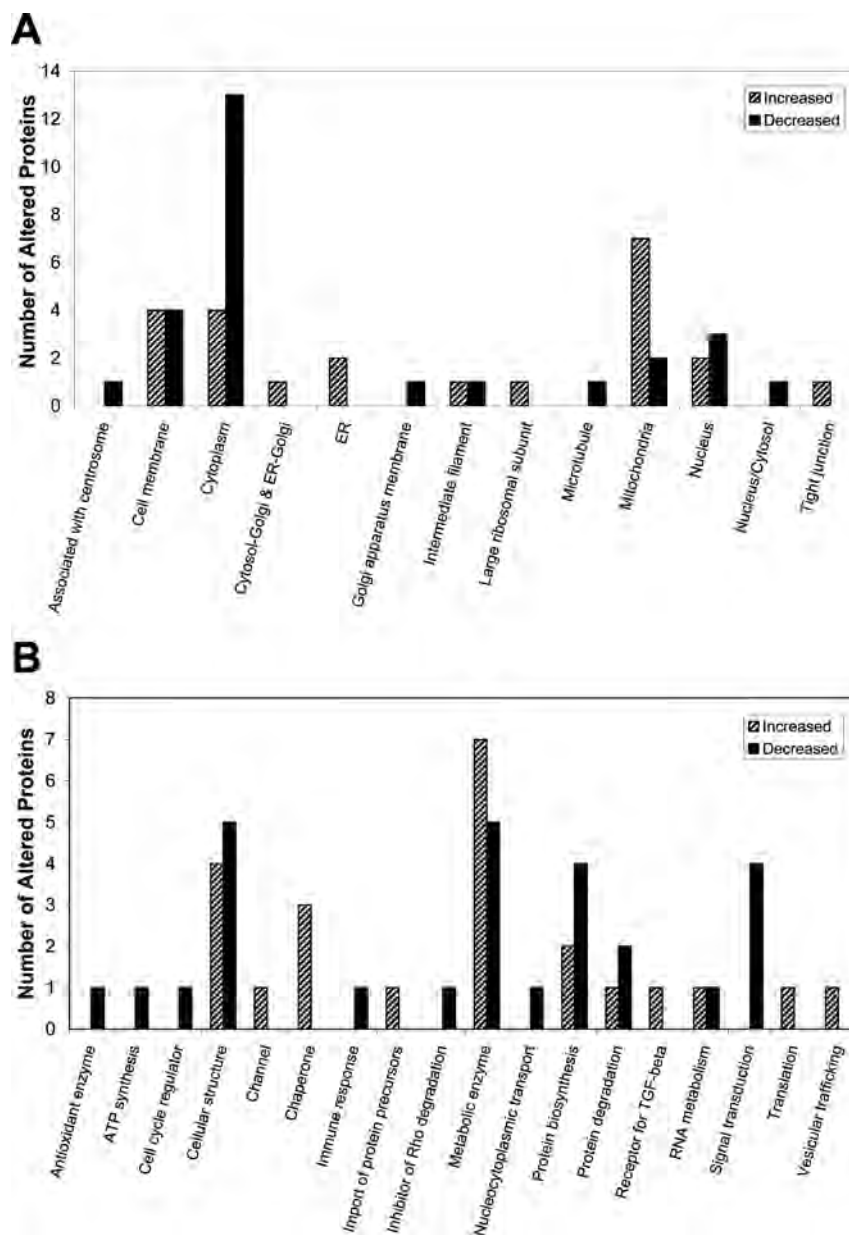 A
Number of Altered Proteins
14
12
10
8
6
4
2
0
Increased
Decreased
Associated with centrosome
Cell membrane
Cytoplasm
Cytosol-Golgi & ER-Golgi
ER
Golgi apparatus membrane
Intermediate filament
Large ribosomal subunit
Microtubule
Mitochondria
Nucleus
Nucleus/Cytosol
Tight junction
B
Number of Altered Proteins
8
7
6
5
4
3
2
1
0
Increased
Decreased
Antioxidant enzyme
ATP synthesis
Cell cycle regulator
Cellular structure
Channel
Chaperone
Immune response
Import of protein precursors
Inhibitor of Rho degradation
Metabolic enzyme
Nucleocytoplasmic transport
Protein biosynthesis
Protein degradation
Receptor for TGF-beta
RNA metabolism
Signal transduction
Translation
Vesicular trafficking